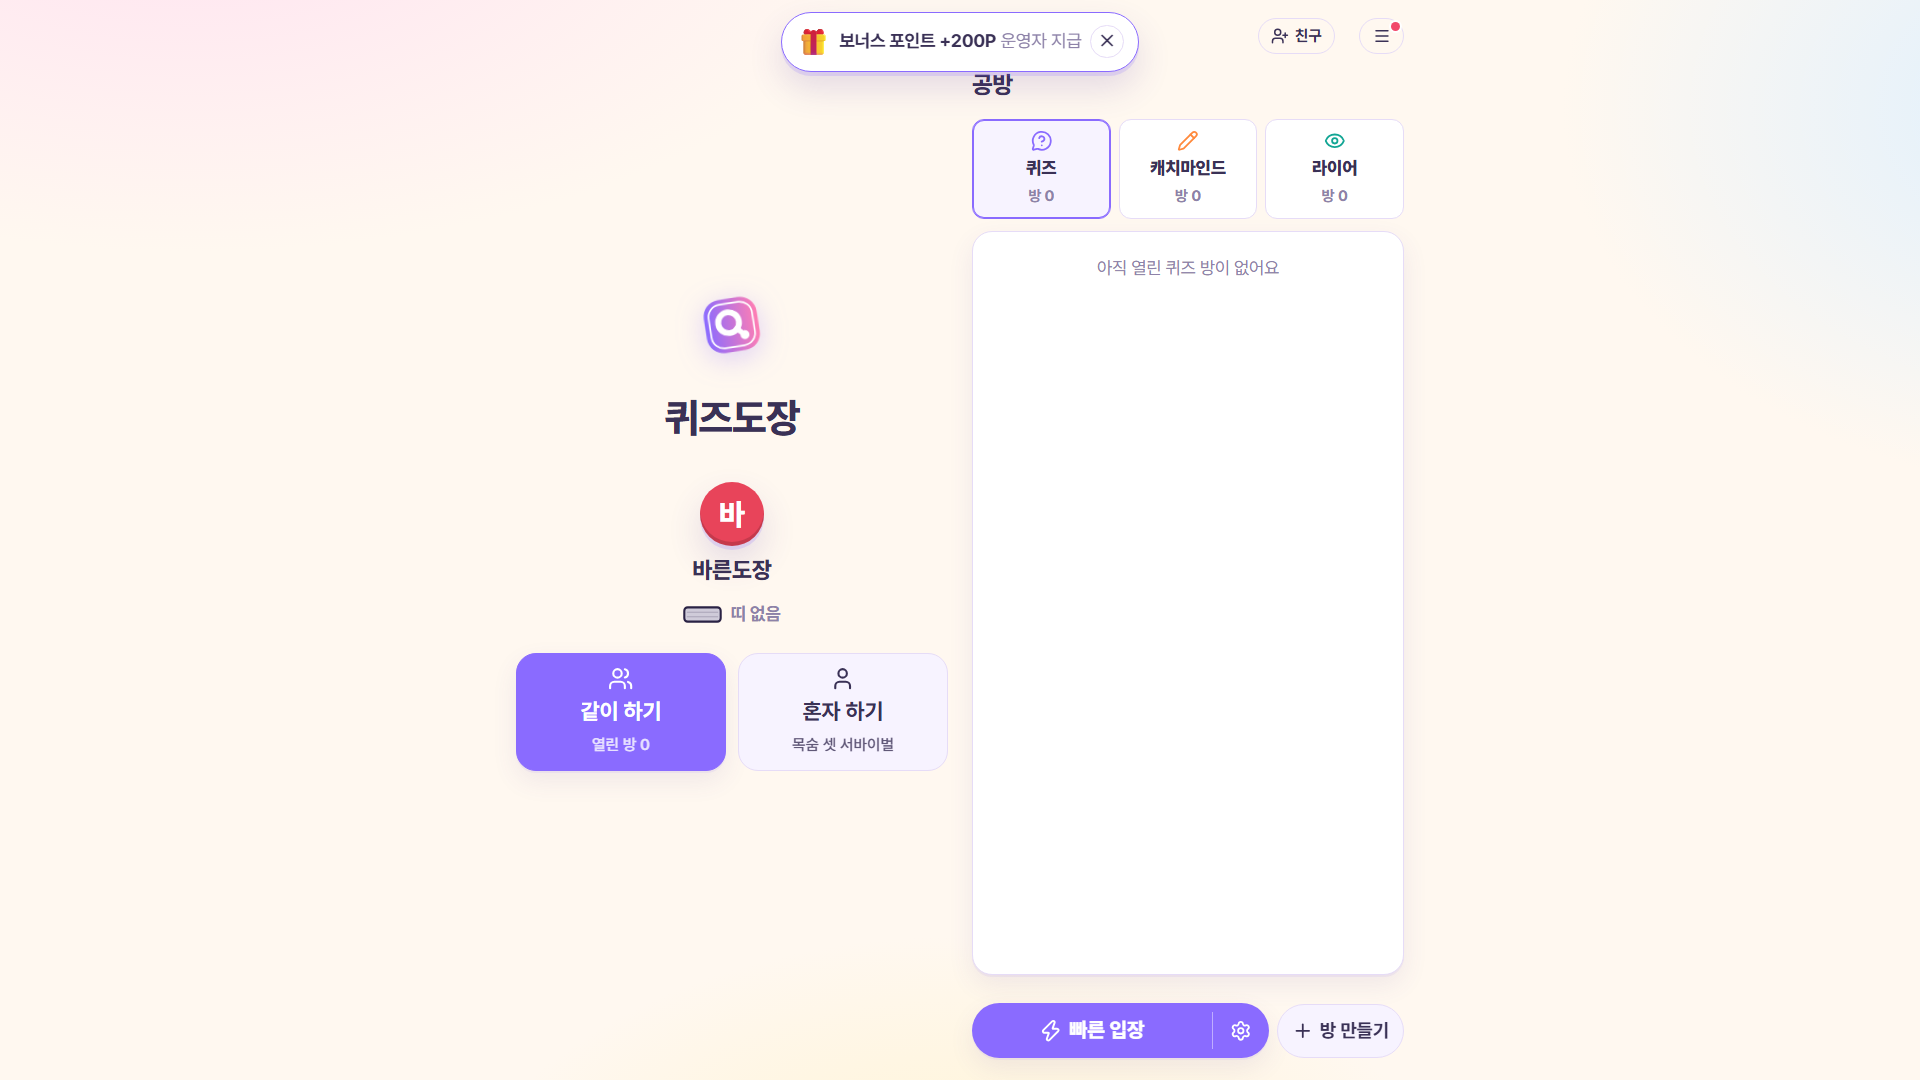 보너스 포인트 +200P 운영자 지급
친구
공방
퀴즈
방 0
캐치마인드
방 0
라이어
방 0
아직 열린 퀴즈 방이 없어요
퀴즈도장
바
바른도장
띠 없음
같이 하기
열린 방 0
혼자 하기
목숨 셋 서바이벌
빠른 입장
방 만들기